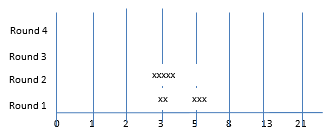 Round 4
Round 3
Round 2 xxxxx
Round 1 xx xxx
0 1 2 3 5 8 13 21